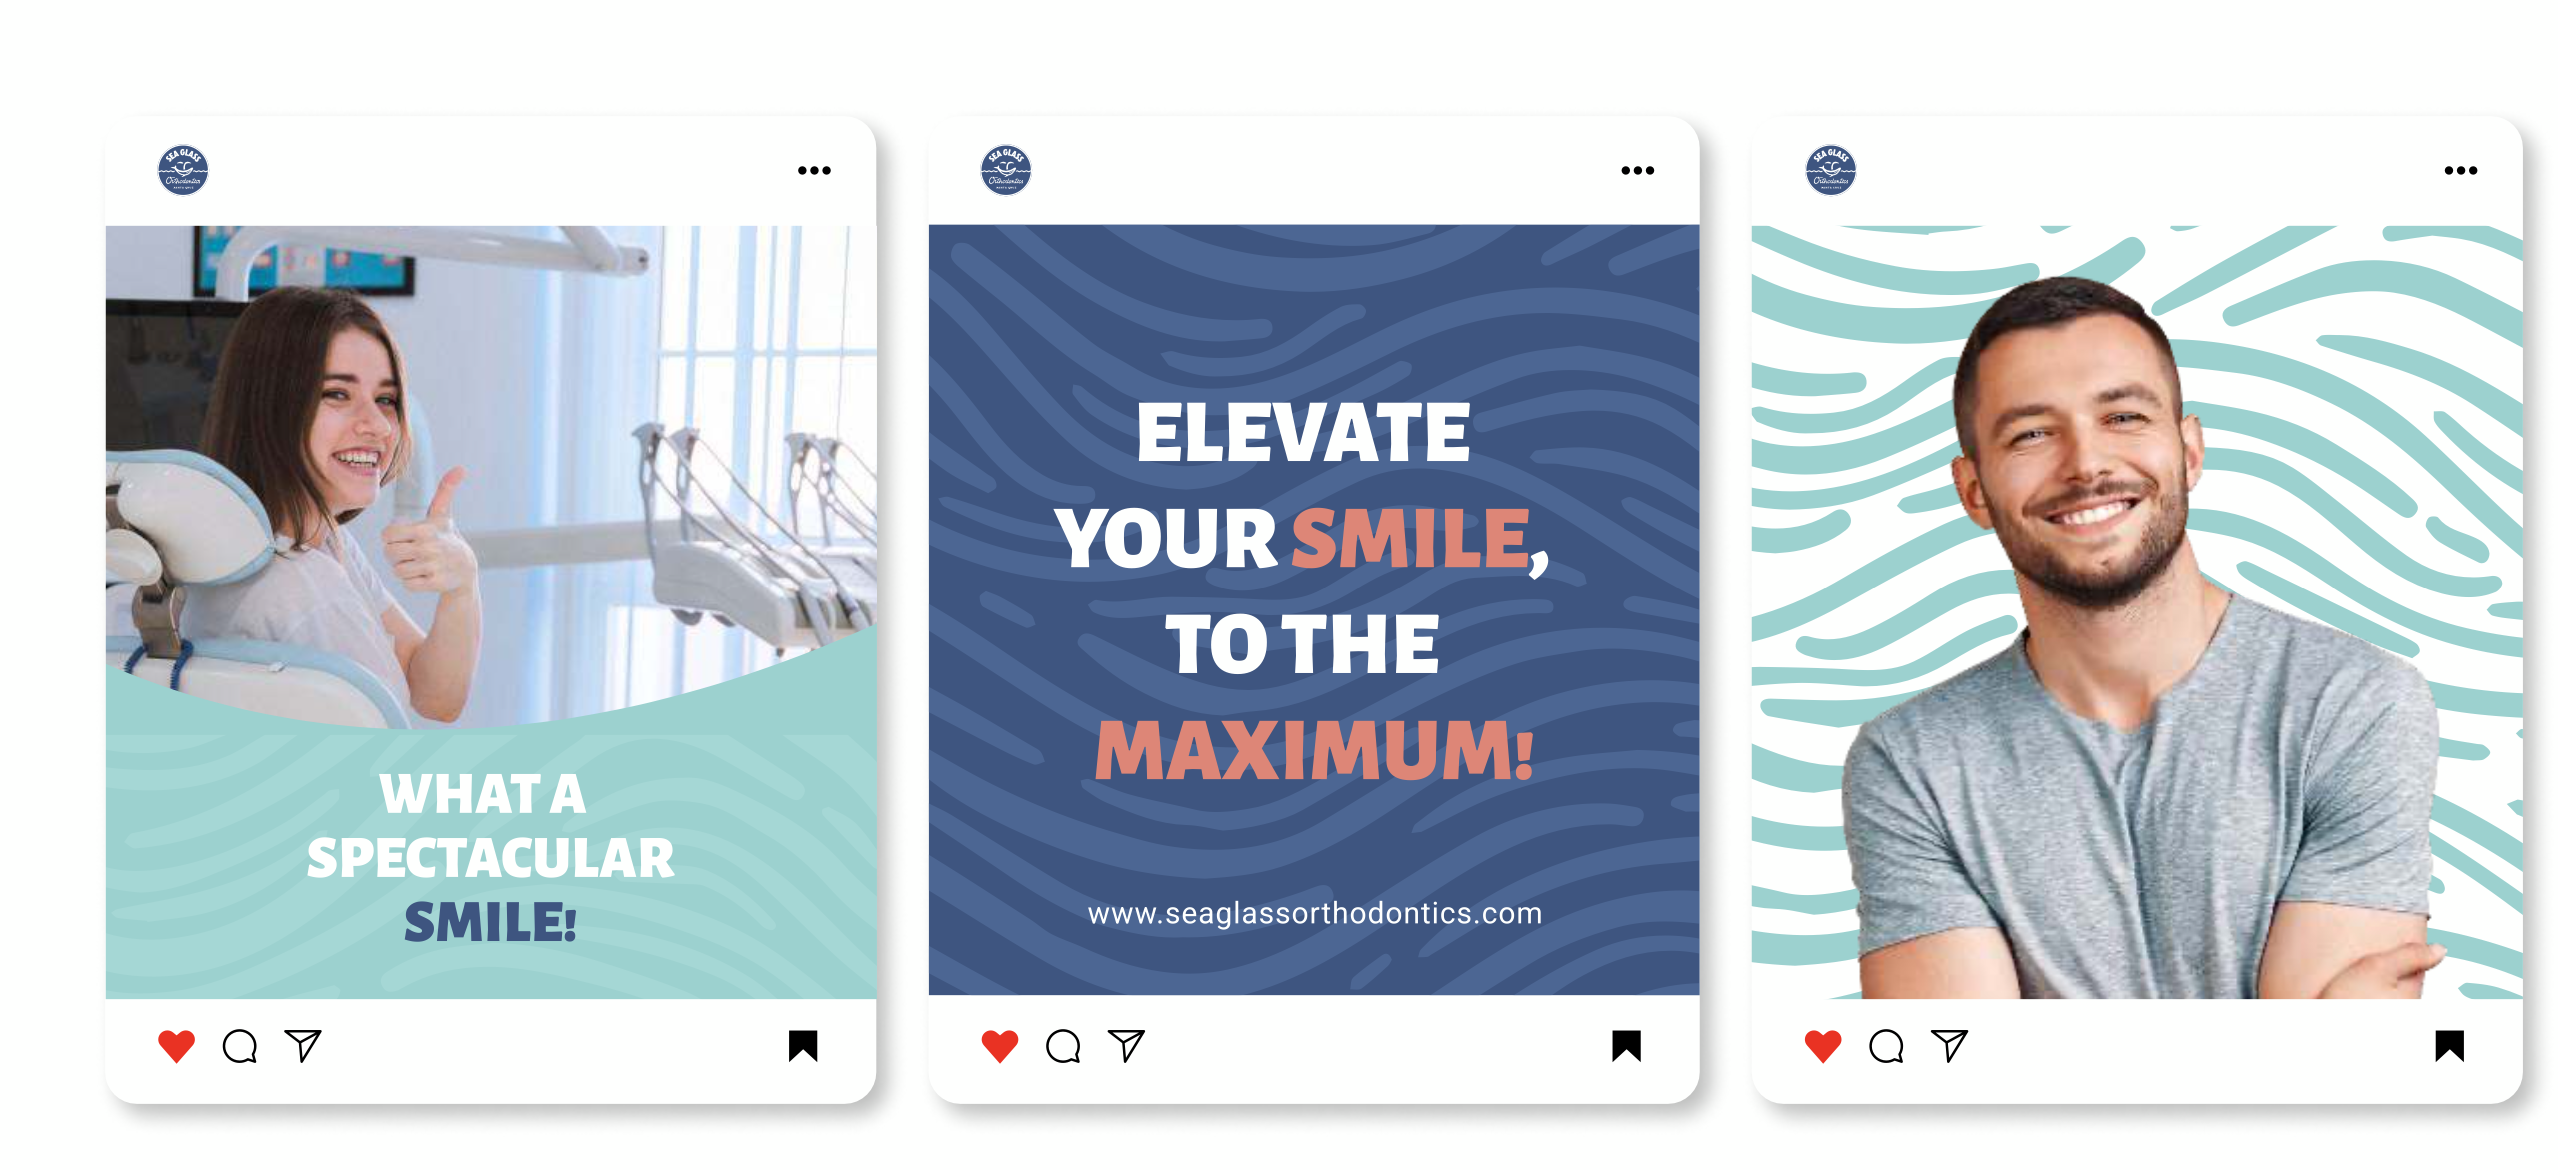 SEA GLASS
Orthodontics
WHAT A
SPECTACULAR
SMILE!
SEA GLASS
Orthodontics
ELEVATE
YOUR SMILE,
TO THE
MAXIMUM!
www.seaglassorthodontics.com
SEA GLASS
Orthodontics